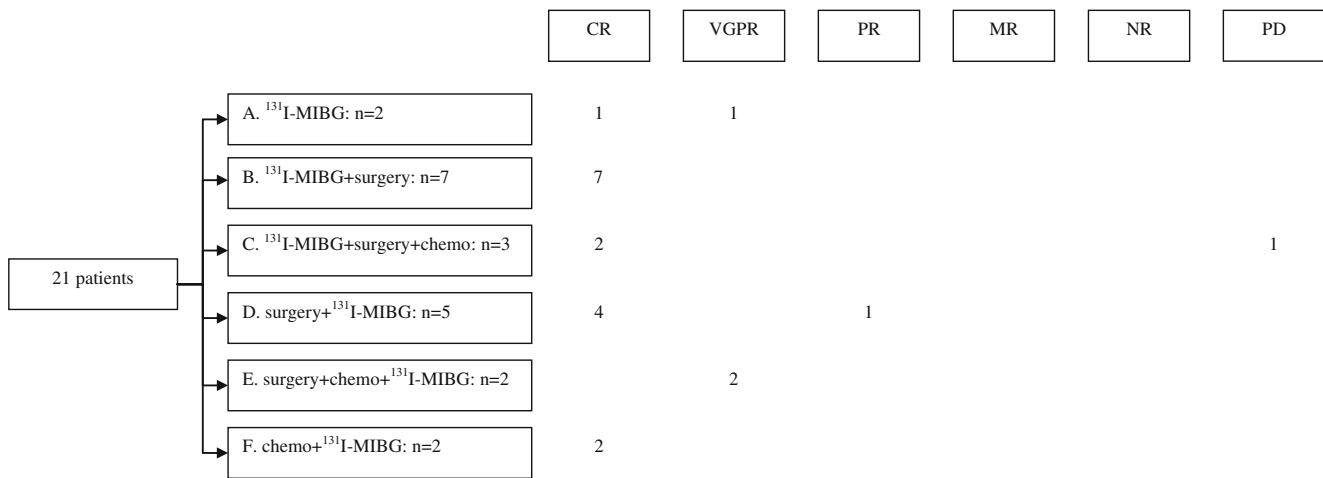 CR VGPR PR MR NR PD
A. ¹³¹I-MIBG: n=2 1 1
B. ¹³¹I-MIBG+surgery: n=7 7
C. ¹³¹I-MIBG+surgery+chemo: n=3 2 1
21 patients
D. surgery+¹³¹I-MIBG: n=5 4 1
E. surgery+chemo+¹³¹I-MIBG: n=2 2
F. chemo+¹³¹I-MIBG: n=2 2